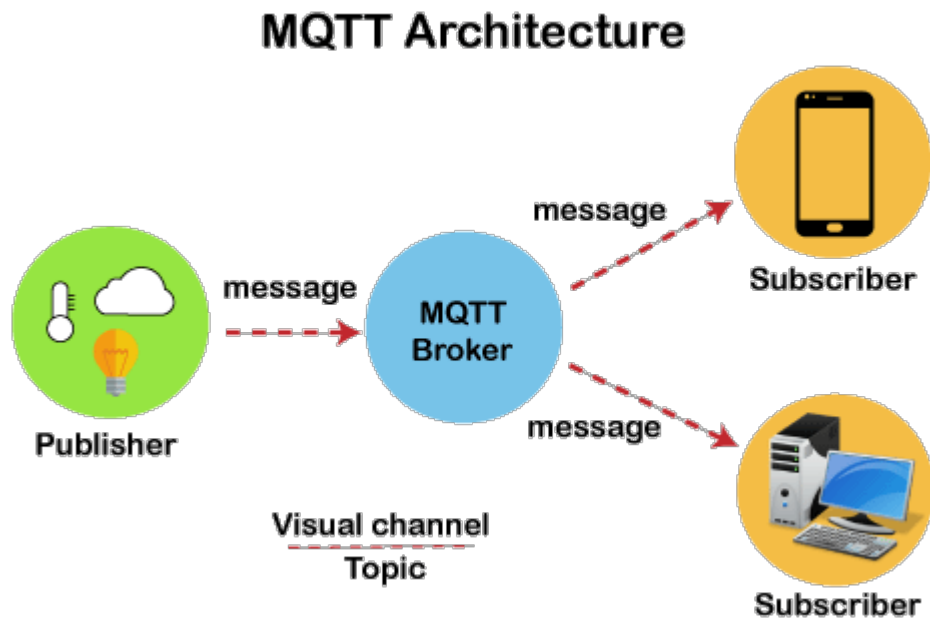 MQTT Architecture
message
Subscriber
message
MQTT
Broker
Publisher
message
Visual channel
Topic
Subscriber